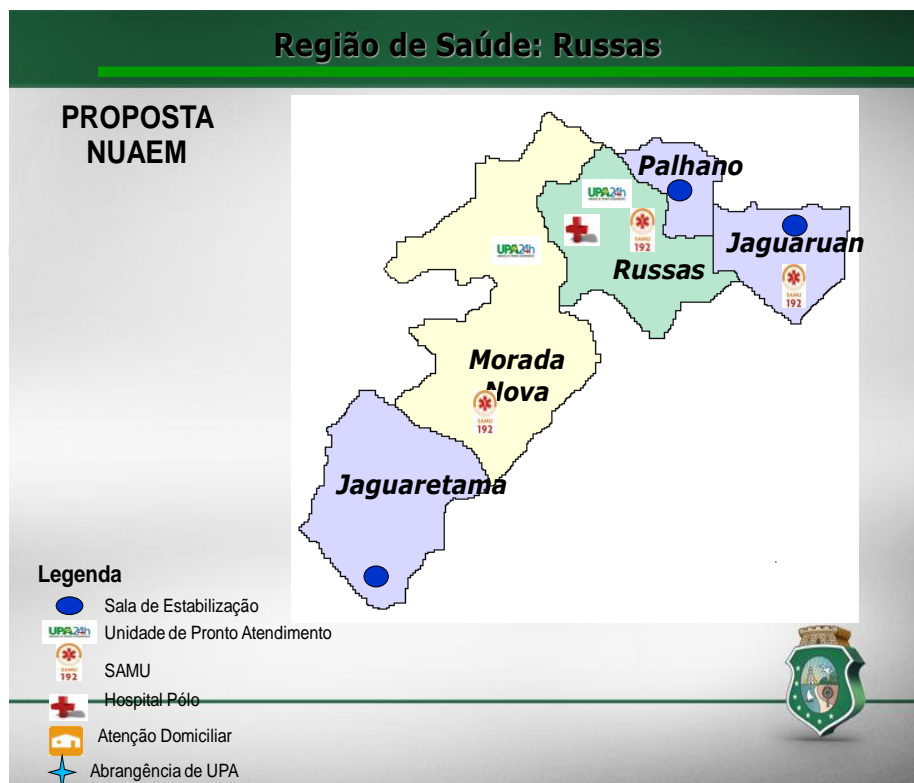 Região de Saúde: Russas
PROPOSTA
NUAEM
Palhano
UPA24h
Jaguaruan
SAMU
192
UPA24h
Russas
SAMU
192
Morada
Nova
SAMU
192
Jaguaretama
Legenda
Sala de Estabilização
UPA24h Unidade de Pronto Atendimento
SAMU
192
SAMU
Hospital Pólo
Atenção Domiciliar
Abrangência de UPA